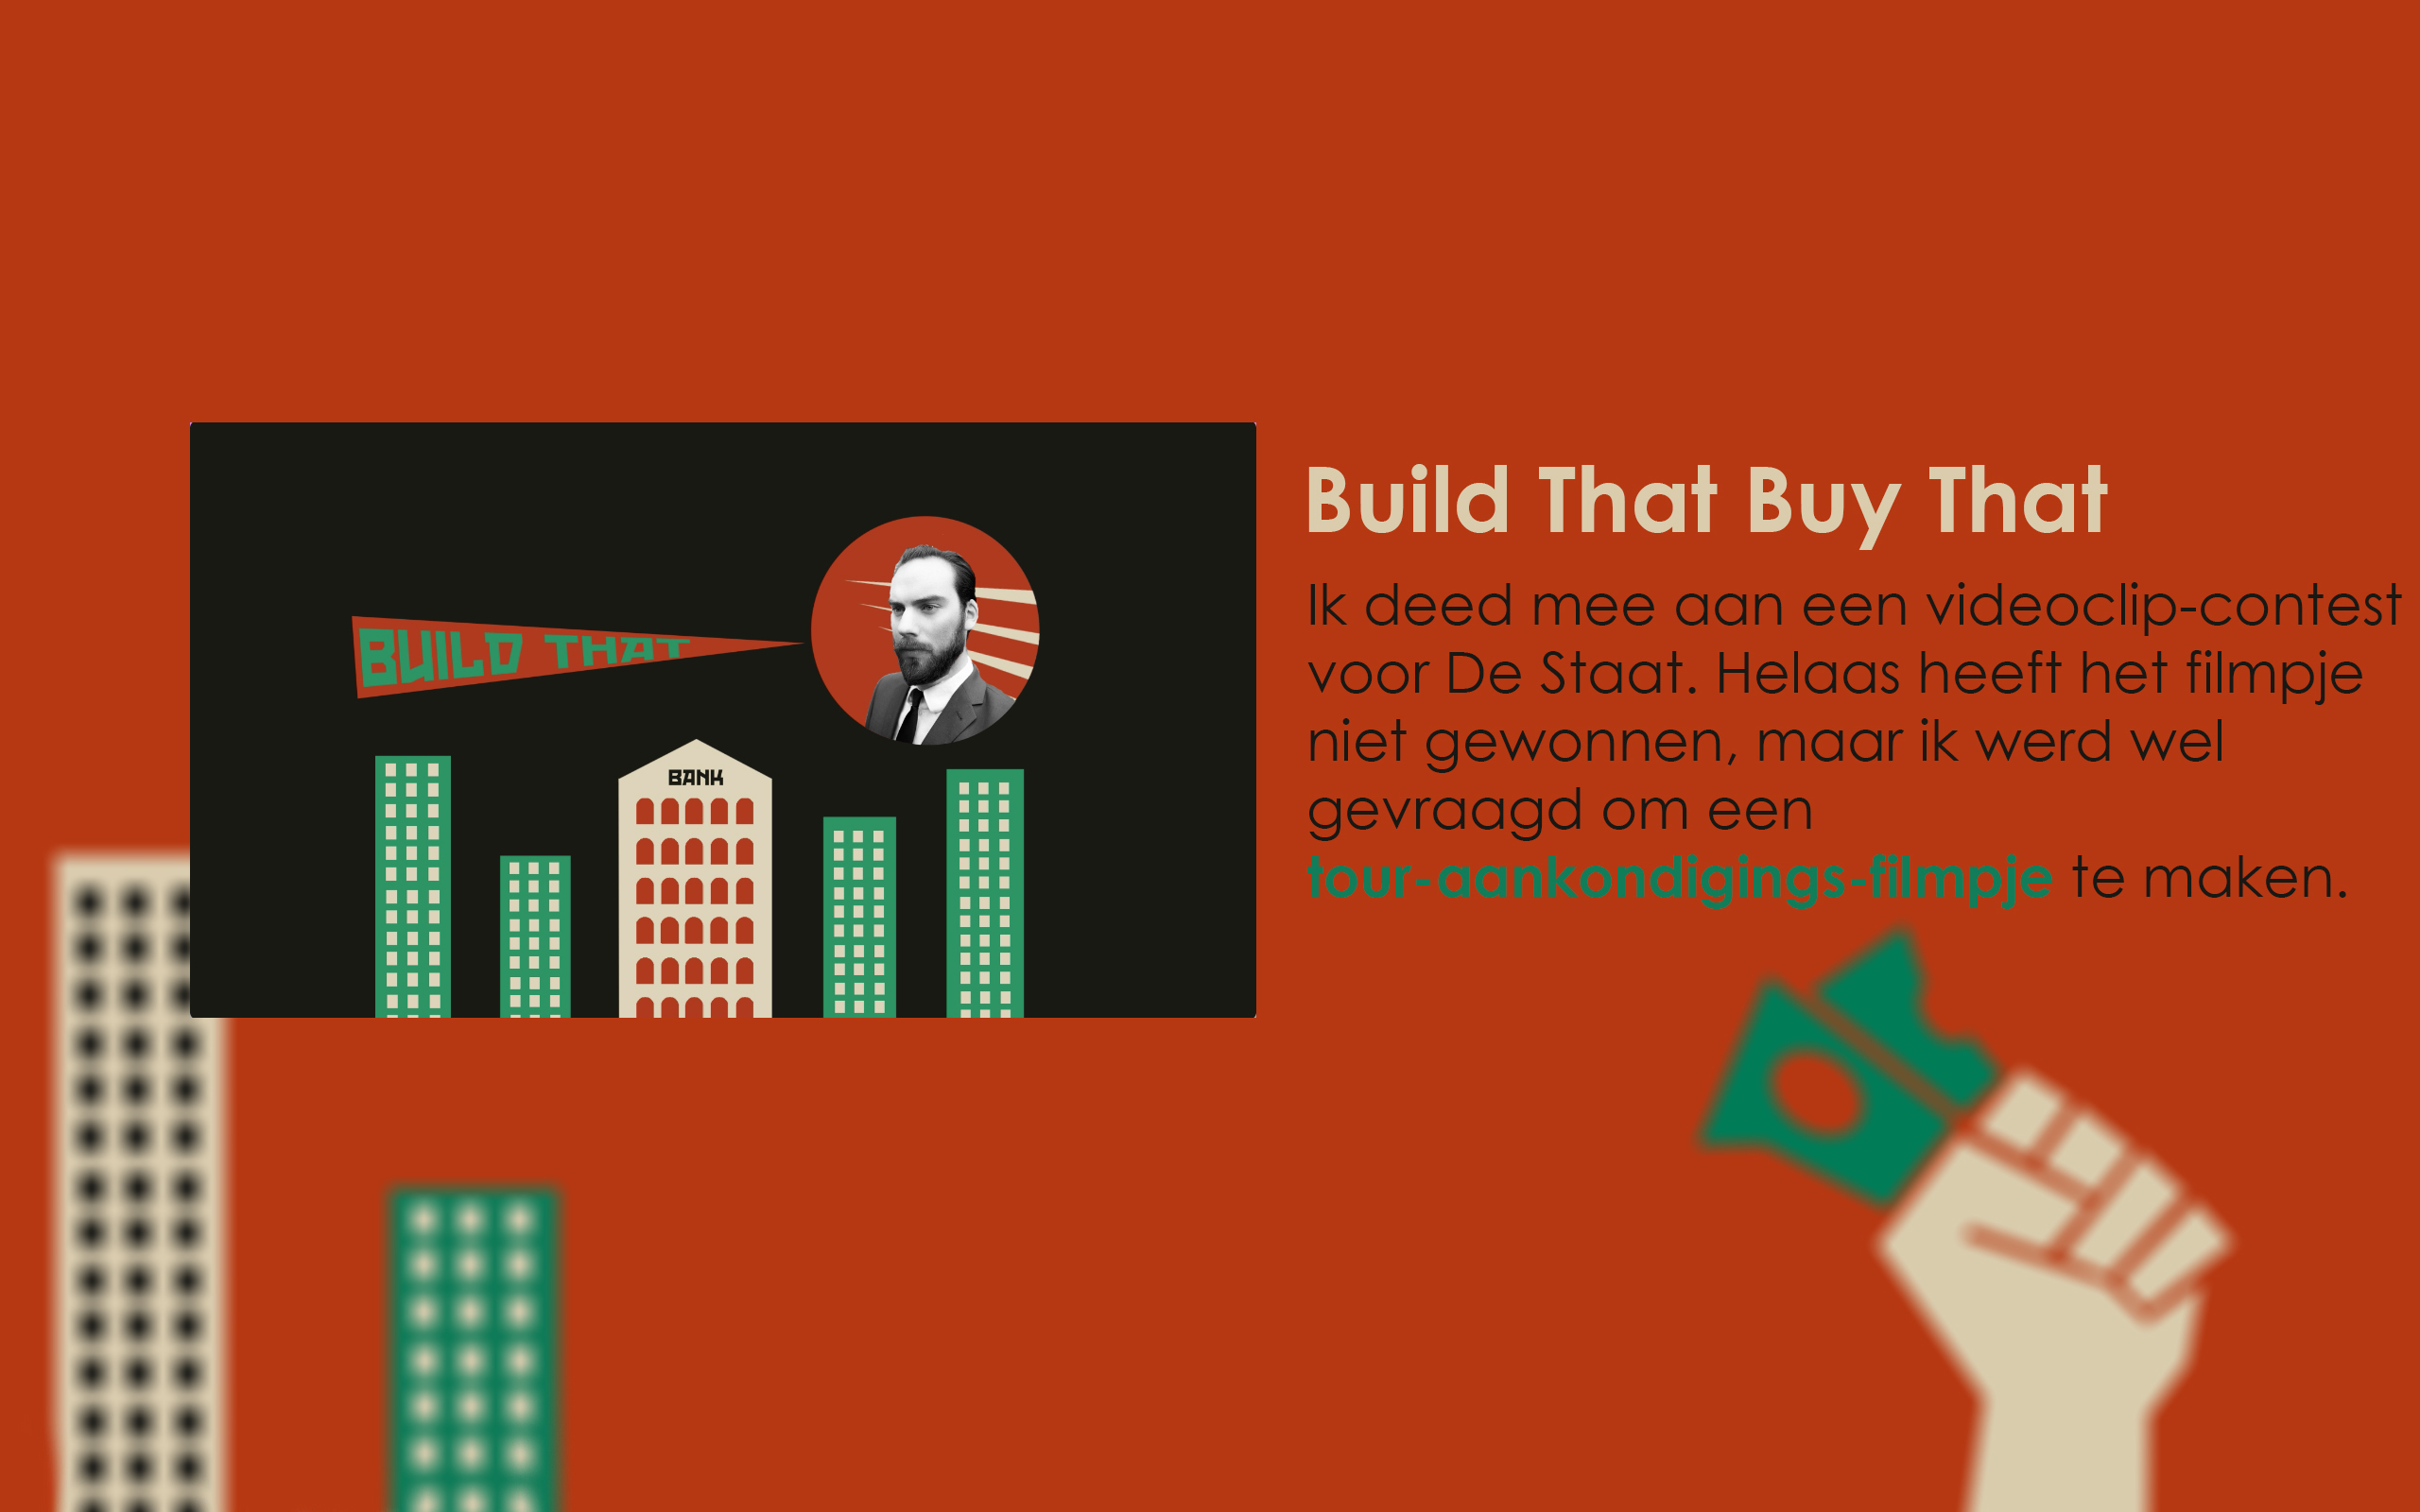 BUILD THAT
BANK
Build That Buy That
Ik deed mee aan een videoclip-contest
voor De Staat. Helaas heeft het filmpje
niet gewonnen, maar ik werd wel
gevraagd om een
tour-aankondigings-filmpje te maken.